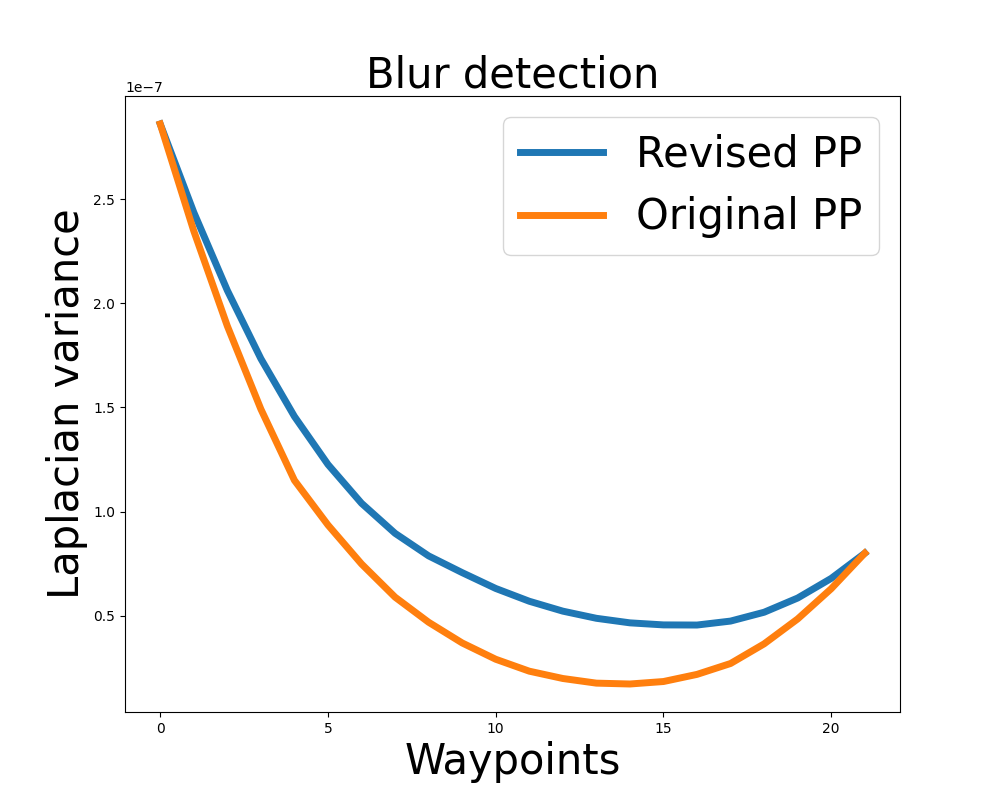 Blur detection
1e−7
Revised PP
Original PP
Laplacian variance
2.5
2.0
1.5
1.0
0.5
0 5 10 15 20
Waypoints